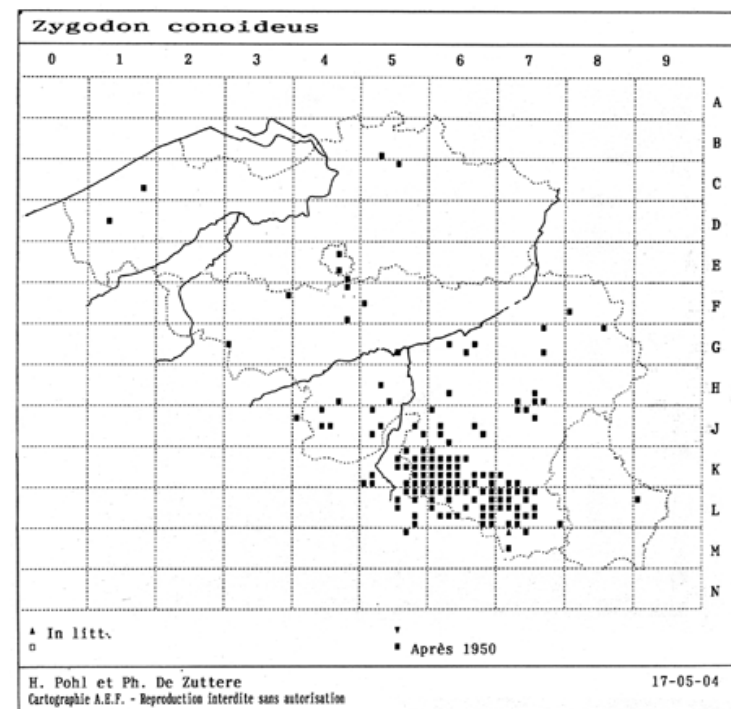 Zygodon conoideus
0 1 2 3 4 5 6 7 8 9
A
B
C
D
E
F
G
H
J
K
L
M
N
In litt.
Après 1950
H. Pohl et Ph. De Zuttere 17-05-04
Cartographie A.E.F. - Reproduction interdite sans autorisation